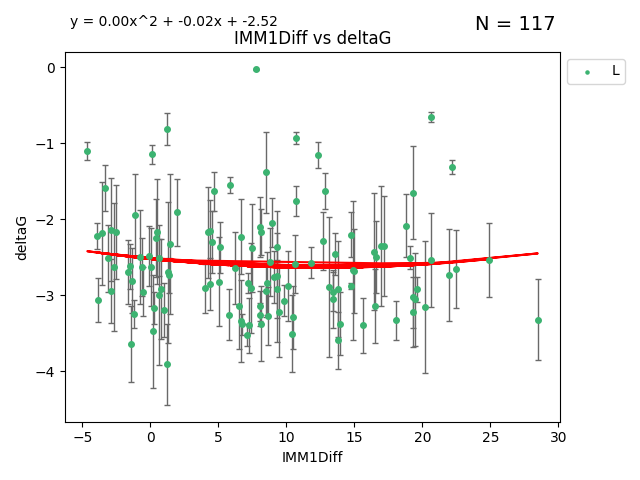 y = 0.00x^2 + -0.02x + -2.52
N = 117
IMM1Diff vs deltaG
L
deltaG
0
−1
−2
−3
−4
−5
0
5
10
15
20
25
30
IMM1Diff